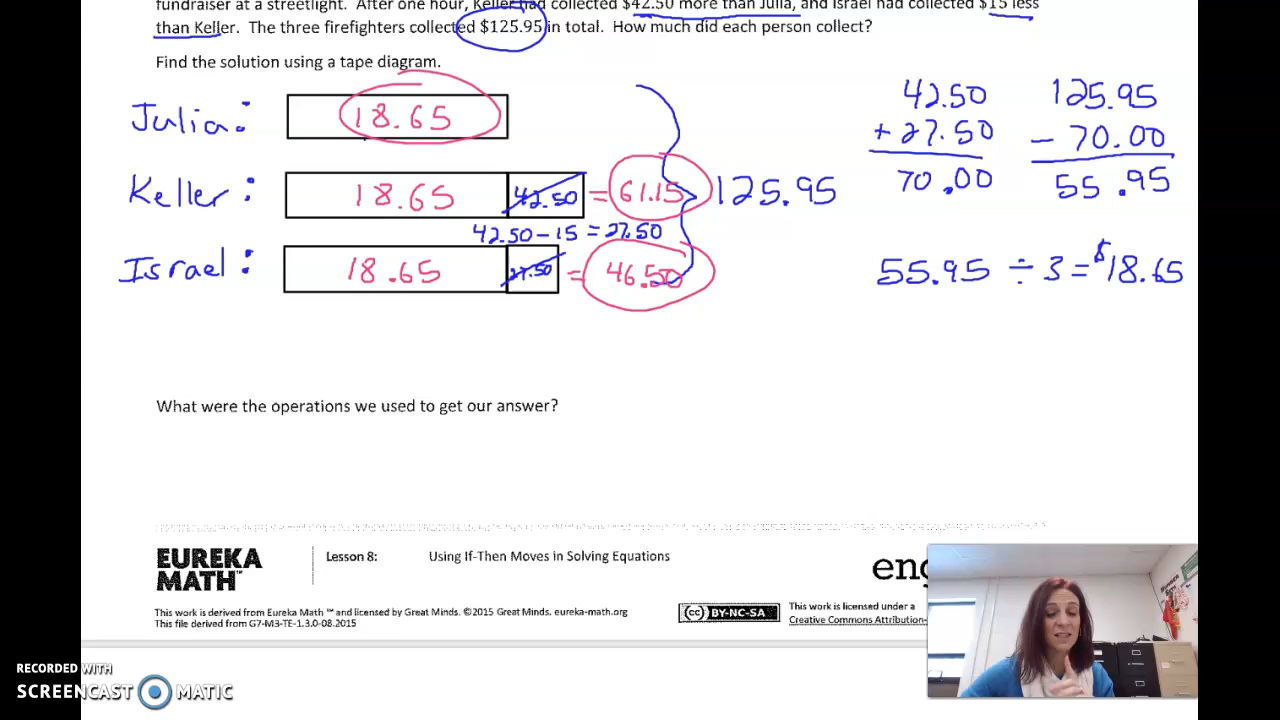 fundraiser at a streetlight. After one hour, Keller had collected $42.50 more than Julia, and Israel had collected $15 less
than Keller. The three firefighters collected $125.95 in total. How much did each person collect?
Find the solution using a tape diagram.
Julia: 18.65
Keller: 18.65 42.50 = 61.15 125.95
42.50 - 15 = 27.50
Israel: 18.65 27.50 = 46.50
42.50
+ 27.50
70.00
125.95
- 70.00
55.95
55.95 ÷ 3 = $18.65
What were the operations we used to get our answer?
EUREKA
MATH™
Lesson 8: Using If-Then Moves in Solving Equations
eng
This work is derived from Eureka Math ™ and licensed by Great Minds. ©2015 Great Minds. eureka-math.org
This file derived from G7-M3-TE-1.3.0-08.2015
cc BY-NC-SA
This work is licensed under a
Creative Commons Attribution-
RECORDED WITH
SCREENCAST MATIC